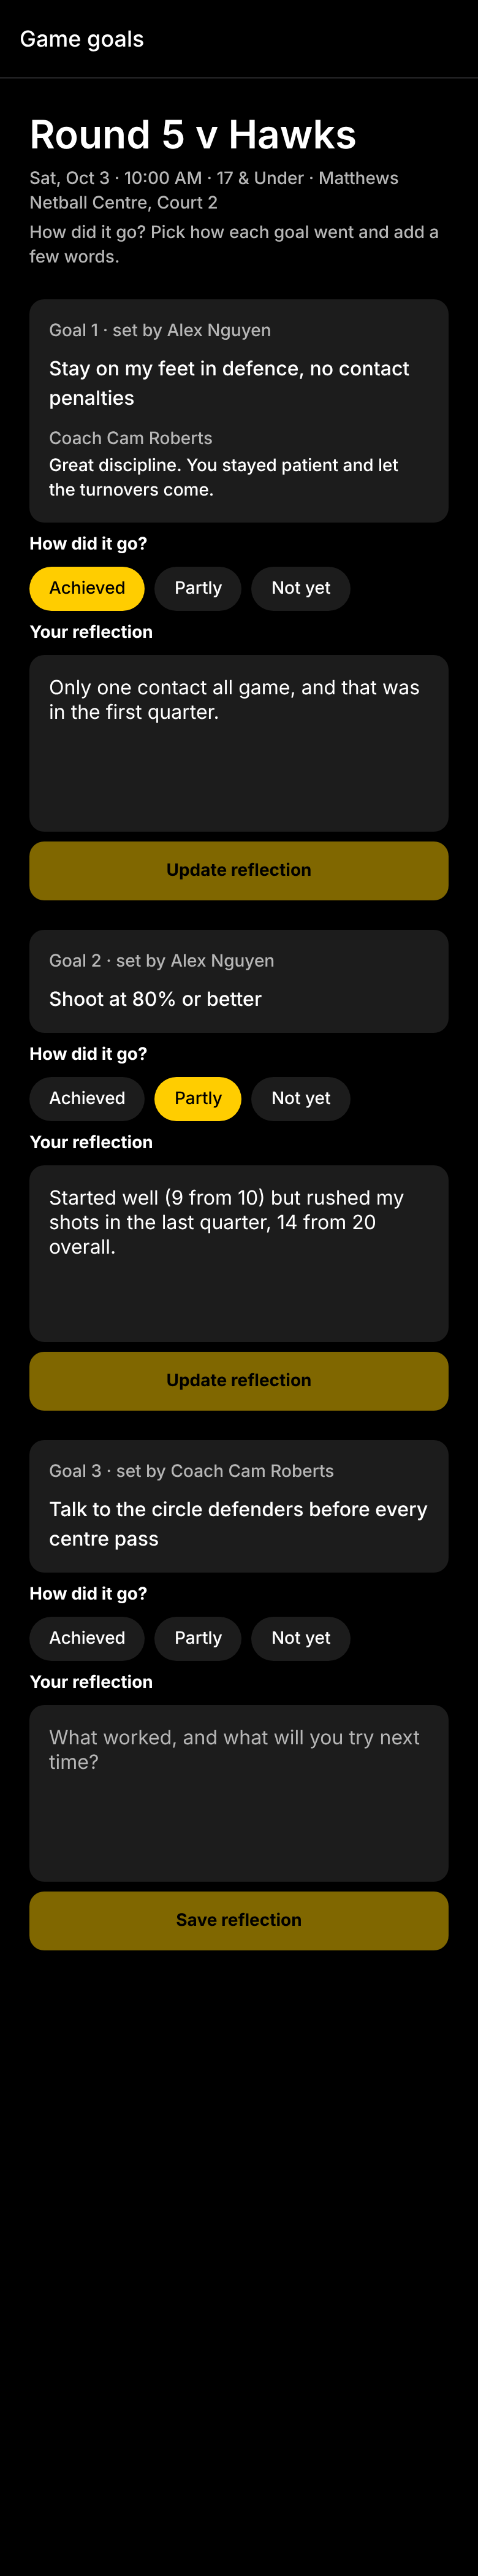 Game goals
Round 5 v Hawks
Sat, Oct 3 · 10:00 AM · 17 & Under · Matthews
Netball Centre, Court 2
How did it go? Pick how each goal went and add a
few words.
Goal 1 · set by Alex Nguyen
Stay on my feet in defence, no contact
penalties
Coach Cam Roberts
Great discipline. You stayed patient and let
the turnovers come.
How did it go?
Achieved Partly Not yet
Your reflection
Only one contact all game, and that was
in the first quarter.
Update reflection
Goal 2 · set by Alex Nguyen
Shoot at 80% or better
How did it go?
Achieved Partly Not yet
Your reflection
Started well (9 from 10) but rushed my
shots in the last quarter, 14 from 20
overall.
Update reflection
Goal 3 · set by Coach Cam Roberts
Talk to the circle defenders before every
centre pass
How did it go?
Achieved Partly Not yet
Your reflection
What worked, and what will you try next
time?
Save reflection